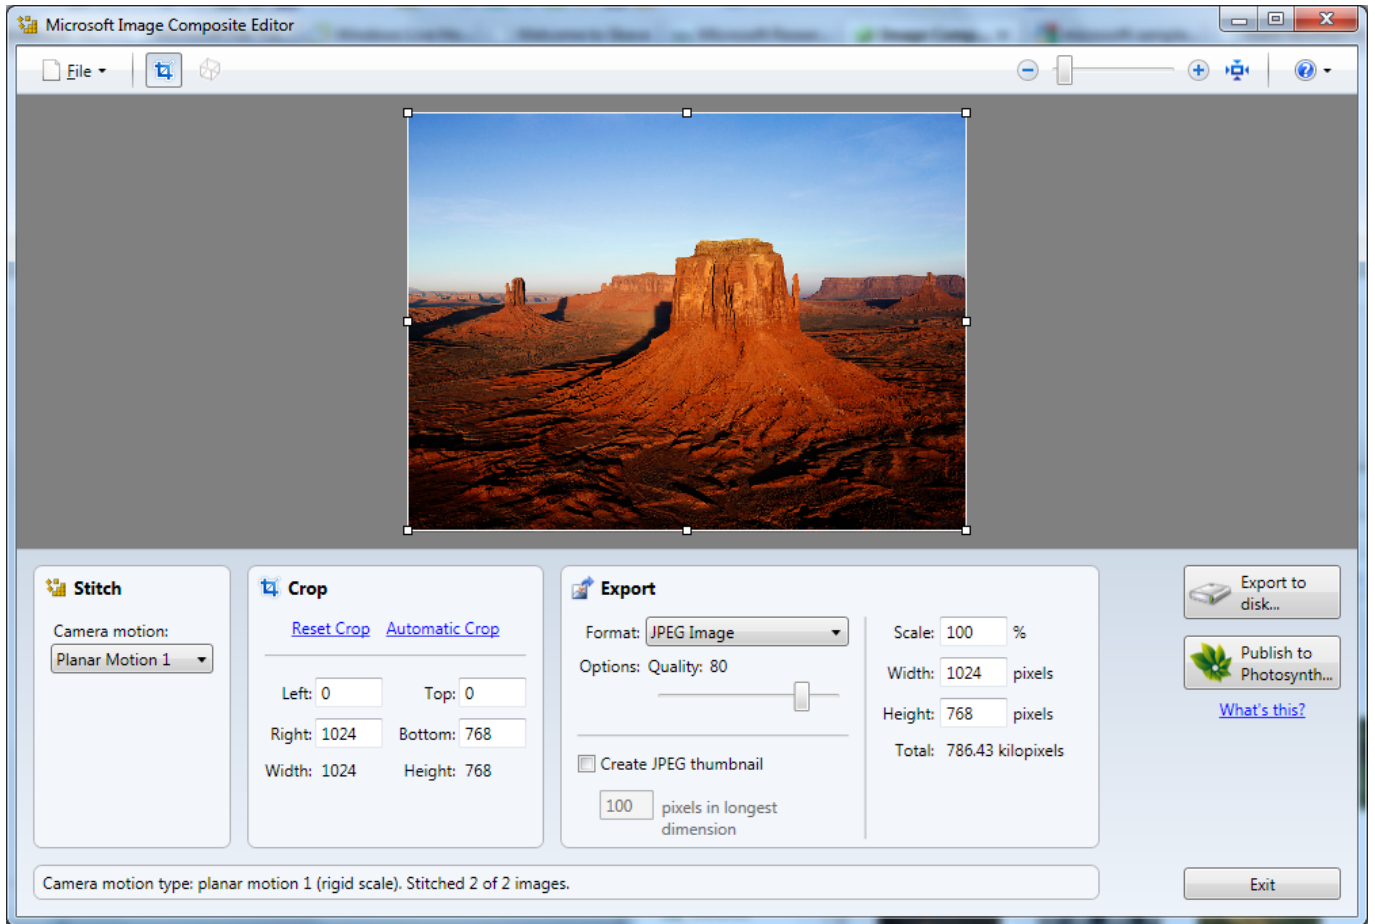 Microsoft Image Composite Editor
File
Stitch
Camera motion:
Planar Motion 1
Crop
Reset Crop Automatic Crop
Left: 0 Top: 0
Right: 1024 Bottom: 768
Width: 1024 Height: 768
Export
Format: JPEG Image
Options: Quality: 80
Create JPEG thumbnail
100 pixels in longest
dimension
Scale: 100 %
Width: 1024 pixels
Height: 768 pixels
Total: 786.43 kilopixels
Export to
disk...
Publish to
Photosynth...
What's this?
Camera motion type: planar motion 1 (rigid scale). Stitched 2 of 2 images.
Exit